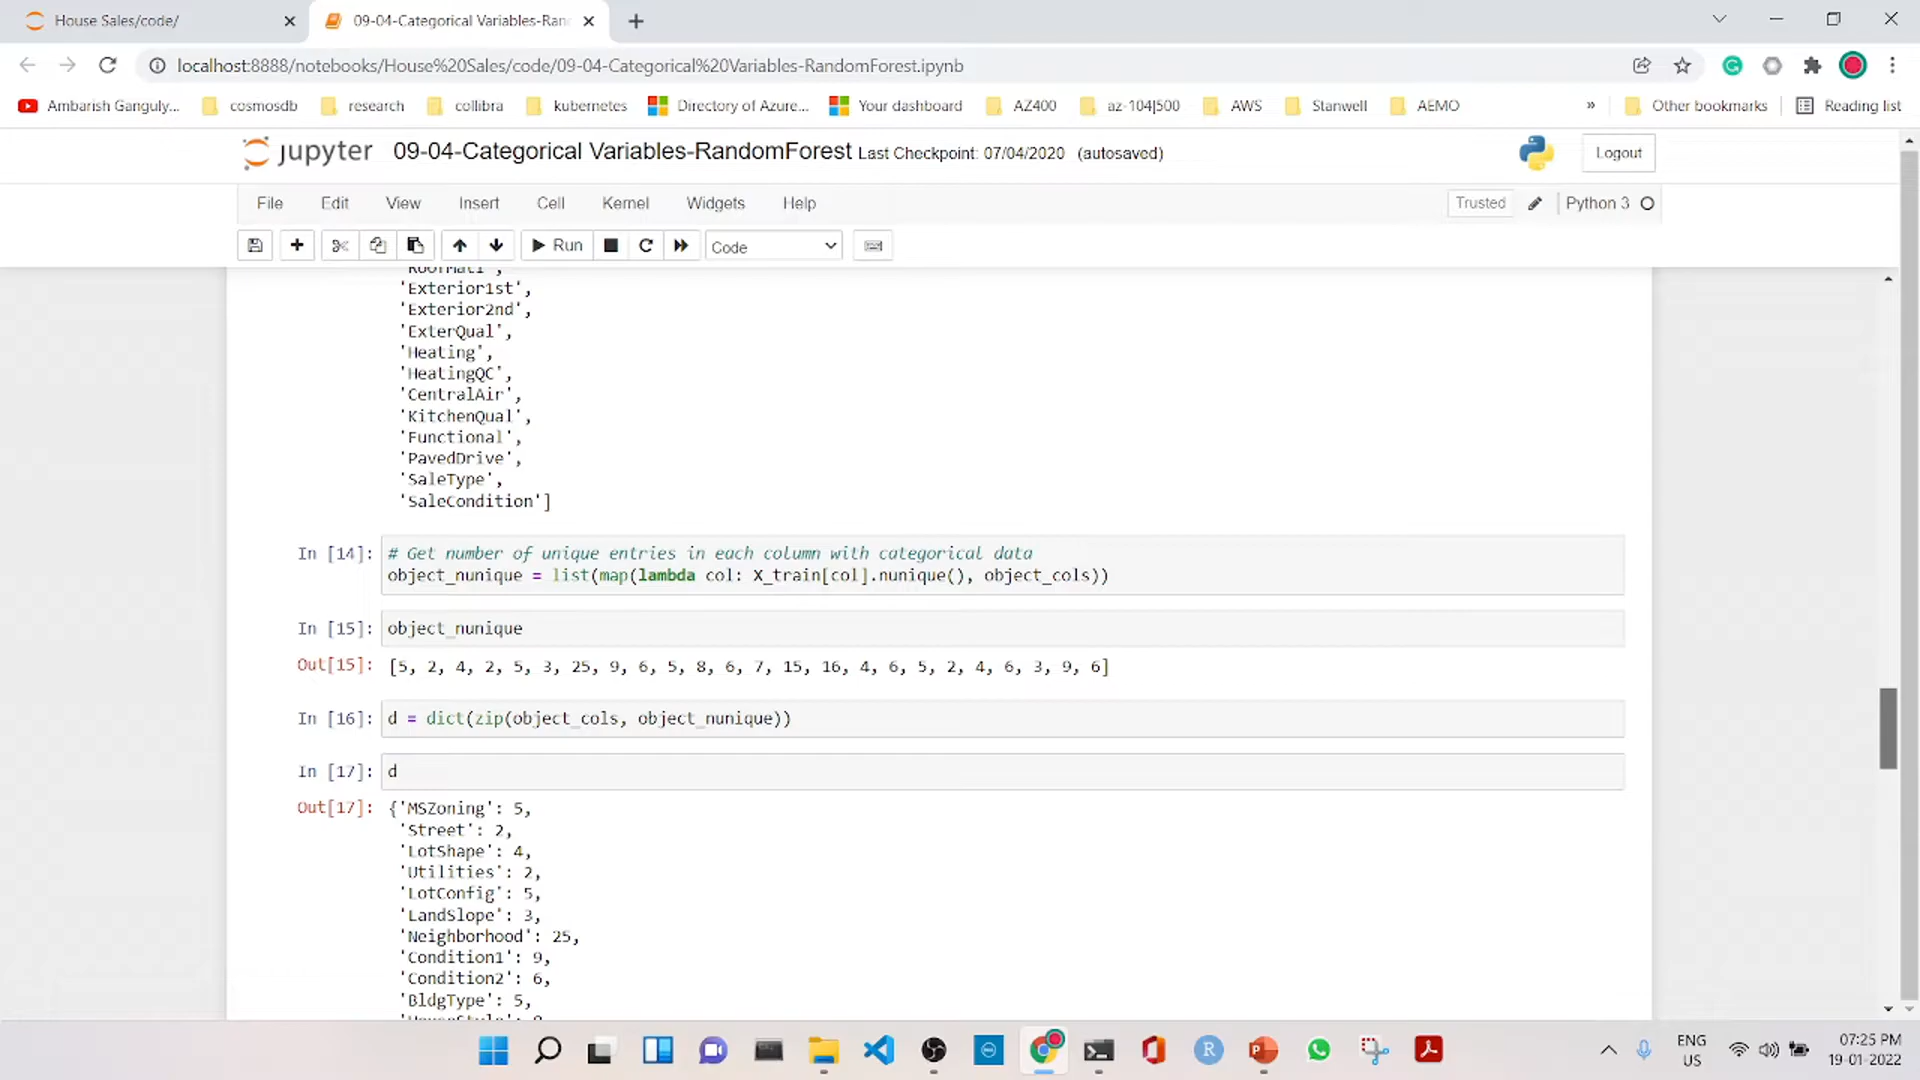 House Sales/code/
09-04-Categorical Variables-Ran
localhost:8888/notebooks/House%20Sales/code/09-04-Categorical%20Variables-RandomForest.ipynb
Ambarish Ganguly... cosmosdb research collibra kubernetes Directory of Azure... Your dashboard AZ400 az-104|500 AWS Stanwell AEMO » Other bookmarks Reading list
jupyter 09-04-Categorical Variables-RandomForest Last Checkpoint: 07/04/2020 (autosaved) Logout
File Edit View Insert Cell Kernel Widgets Help Trusted Python 3
Run Code
'RoofMatl',
'Exterior1st',
'Exterior2nd',
'ExterQual',
'Heating',
'HeatingQC',
'CentralAir',
'KitchenQual',
'Functional',
'PavedDrive',
'SaleType',
'SaleCondition']
In [14]: # Get number of unique entries in each column with categorical data
object_nunique = list(map(lambda col: X_train[col].nunique(), object_cols))
In [15]: object_nunique
Out[15]: [5, 2, 4, 2, 5, 3, 25, 9, 6, 5, 8, 6, 7, 15, 16, 4, 6, 5, 2, 4, 6, 3, 9, 6]
In [16]: d = dict(zip(object_cols, object_nunique))
In [17]: d
Out[17]: {'MSZoning': 5,
'Street': 2,
'LotShape': 4,
'Utilities': 2,
'LotConfig': 5,
'LandSlope': 3,
'Neighborhood': 25,
'Condition1': 9,
'Condition2': 6,
'BldgType': 5,
ENG
US
07:25 PM
19-01-2022